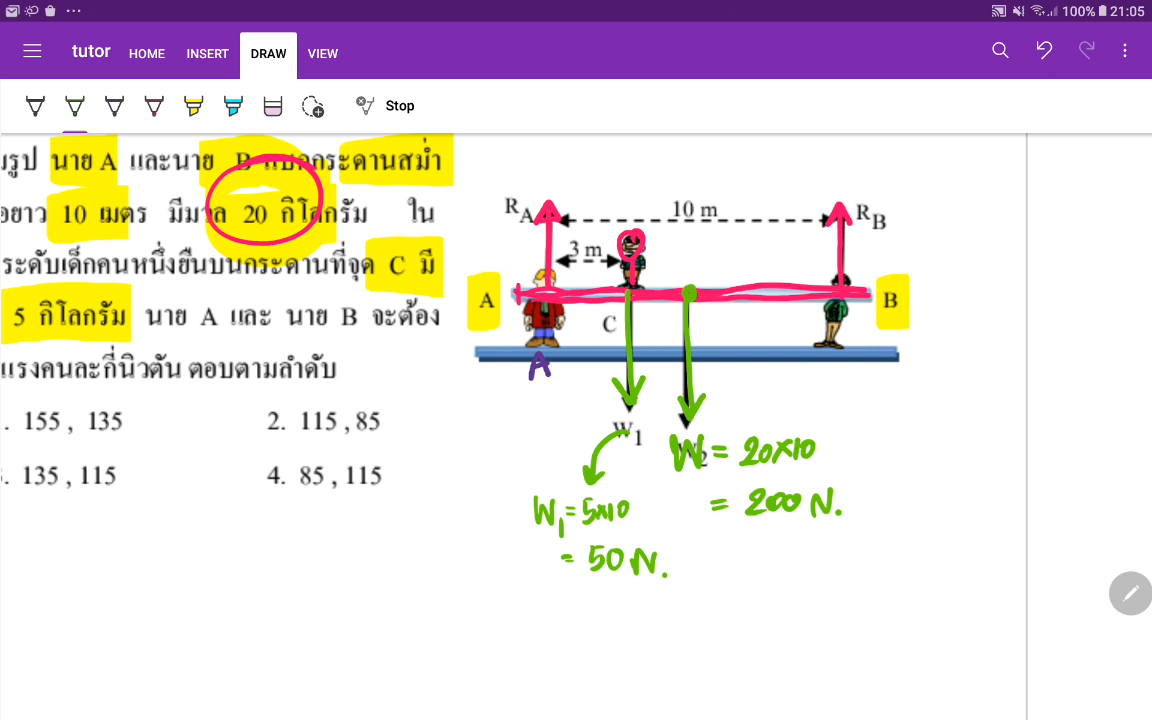 100% 21:05
tutor HOME INSERT DRAW VIEW
Stop
รูป นาย A และนาย B แบกกระดานสม่ำ
ยาว 10 เมตร มีมวล 20 กิโลกรัม ใน
ระดับเด็กคนหนึ่งยืนบนกระดานที่จุด C มี
5 กิโลกรัม นาย A และ นาย B จะต้อง
แรงคนละกี่นิวตัน ตอบตามลำดับ
. 155 , 135 2. 115 , 85
. 135 , 115 4. 85 , 115
RA 10 m RB
3 m
A B
C
A
W1 W2
W = 20×10
= 200 N.
W1 = 5×10
= 50 N.